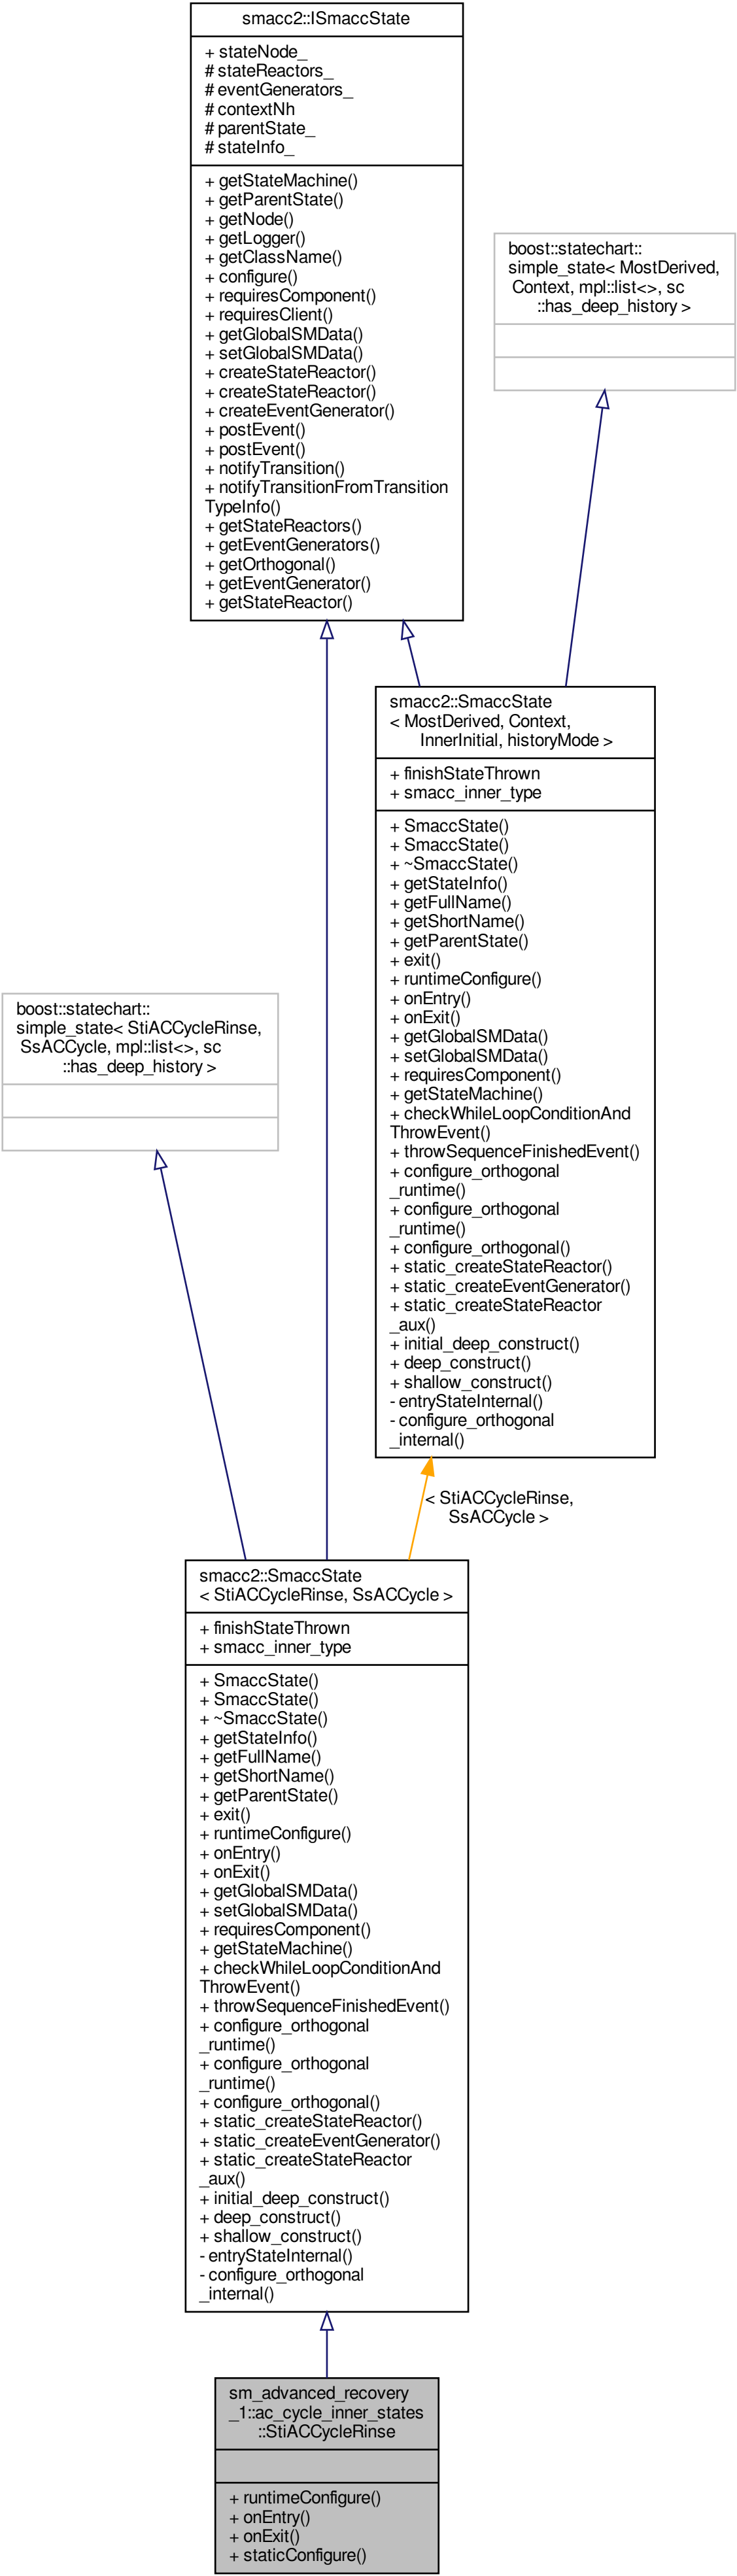 smacc2::ISmaccState
+ stateNode_
# stateReactors_
# eventGenerators_
# contextNh
# parentState_
# stateInfo_
+ getStateMachine()
+ getParentState()
+ getNode()
+ getLogger()
+ getClassName()
+ configure()
+ requiresComponent()
+ requiresClient()
+ getGlobalSMData()
+ setGlobalSMData()
+ createStateReactor()
+ createStateReactor()
+ createEventGenerator()
+ postEvent()
+ postEvent()
+ notifyTransition()
+ notifyTransitionFromTransition
TypeInfo()
+ getStateReactors()
+ getEventGenerators()
+ getOrthogonal()
+ getEventGenerator()
+ getStateReactor()
boost::statechart::
simple_state< MostDerived,
Context, mpl::list<>, sc
::has_deep_history >
smacc2::SmaccState
< MostDerived, Context,
InnerInitial, historyMode >
+ finishStateThrown
+ smacc_inner_type
+ SmaccState()
+ SmaccState()
+ ~SmaccState()
+ getStateInfo()
+ getFullName()
+ getShortName()
+ getParentState()
+ exit()
+ runtimeConfigure()
+ onEntry()
+ onExit()
+ getGlobalSMData()
+ setGlobalSMData()
+ requiresComponent()
+ getStateMachine()
+ checkWhileLoopConditionAnd
ThrowEvent()
+ throwSequenceFinishedEvent()
+ configure_orthogonal
_runtime()
+ configure_orthogonal
_runtime()
+ configure_orthogonal()
+ static_createStateReactor()
+ static_createEventGenerator()
+ static_createStateReactor
_aux()
+ initial_deep_construct()
+ deep_construct()
+ shallow_construct()
- entryStateInternal()
- configure_orthogonal
_internal()
boost::statechart::
simple_state< StiACCycleRinse,
SsACCycle, mpl::list<>, sc
::has_deep_history >
< StiACCycleRinse,
SsACCycle >
smacc2::SmaccState
< StiACCycleRinse, SsACCycle >
+ finishStateThrown
+ smacc_inner_type
+ SmaccState()
+ SmaccState()
+ ~SmaccState()
+ getStateInfo()
+ getFullName()
+ getShortName()
+ getParentState()
+ exit()
+ runtimeConfigure()
+ onEntry()
+ onExit()
+ getGlobalSMData()
+ setGlobalSMData()
+ requiresComponent()
+ getStateMachine()
+ checkWhileLoopConditionAnd
ThrowEvent()
+ throwSequenceFinishedEvent()
+ configure_orthogonal
_runtime()
+ configure_orthogonal
_runtime()
+ configure_orthogonal()
+ static_createStateReactor()
+ static_createEventGenerator()
+ static_createStateReactor
_aux()
+ initial_deep_construct()
+ deep_construct()
+ shallow_construct()
- entryStateInternal()
- configure_orthogonal
_internal()
sm_advanced_recovery
_1::ac_cycle_inner_states
::StiACCycleRinse
+ runtimeConfigure()
+ onEntry()
+ onExit()
+ staticConfigure()